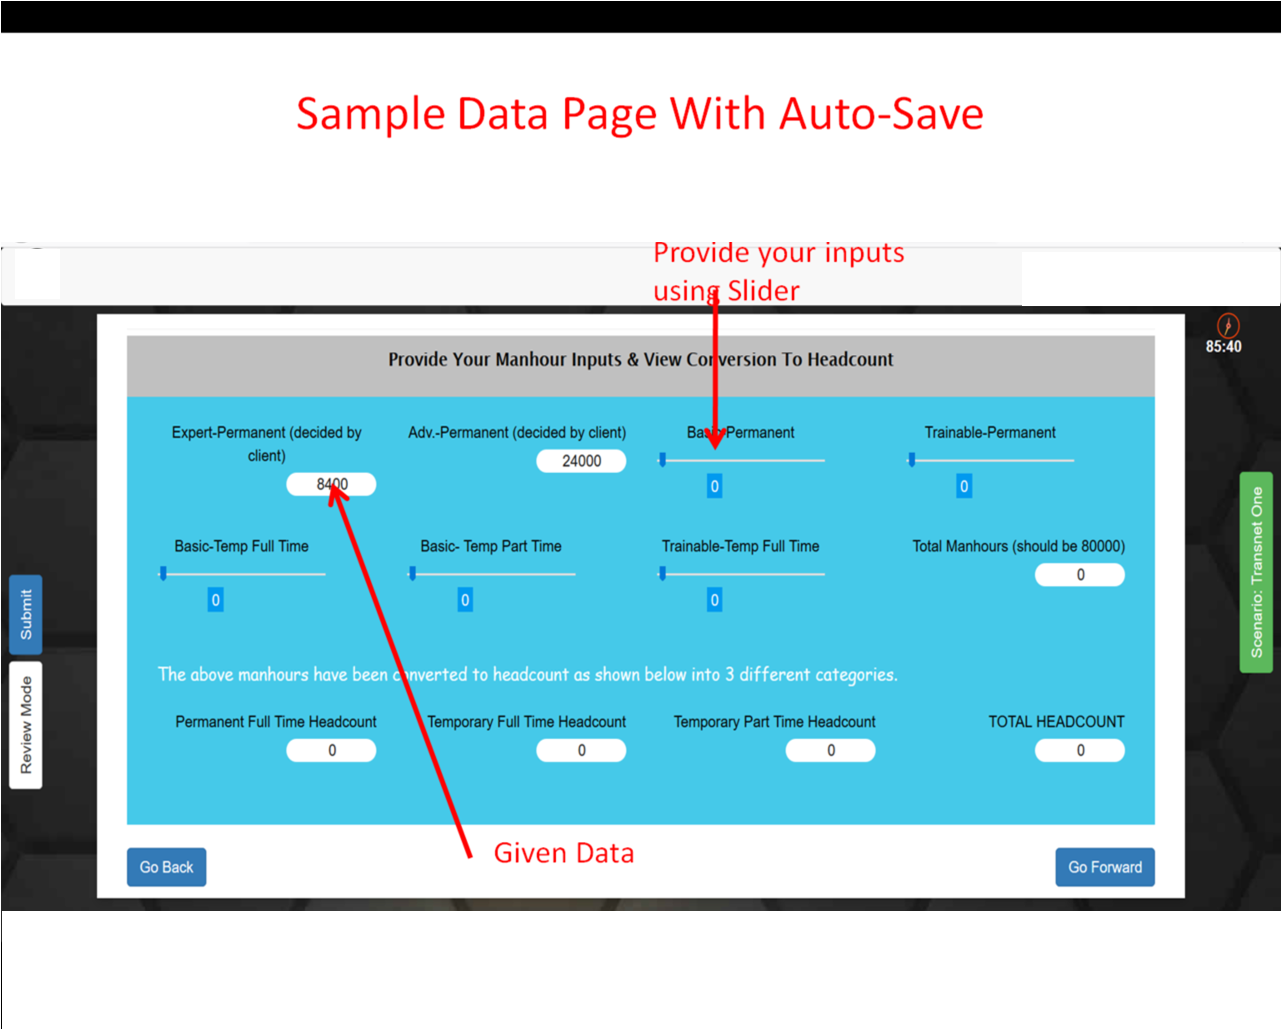 Sample Data Page With Auto-Save
Provide your inputs
using Slider
85:40
Provide Your Manhour Inputs & View Conversion To Headcount
Expert-Permanent (decided by
client)
8400
Adv.-Permanent (decided by client)
24000
Basic-Permanent
0
Trainable-Permanent
0
Basic-Temp Full Time
0
Basic- Temp Part Time
0
Trainable-Temp Full Time
0
Total Manhours (should be 80000)
0
The above manhours have been converted to headcount as shown below into 3 different categories.
Permanent Full Time Headcount
0
Temporary Full Time Headcount
0
Temporary Part Time Headcount
0
TOTAL HEADCOUNT
0
Given Data
Go Back
Go Forward
Submit
Review Mode
Scenario: Transnet One